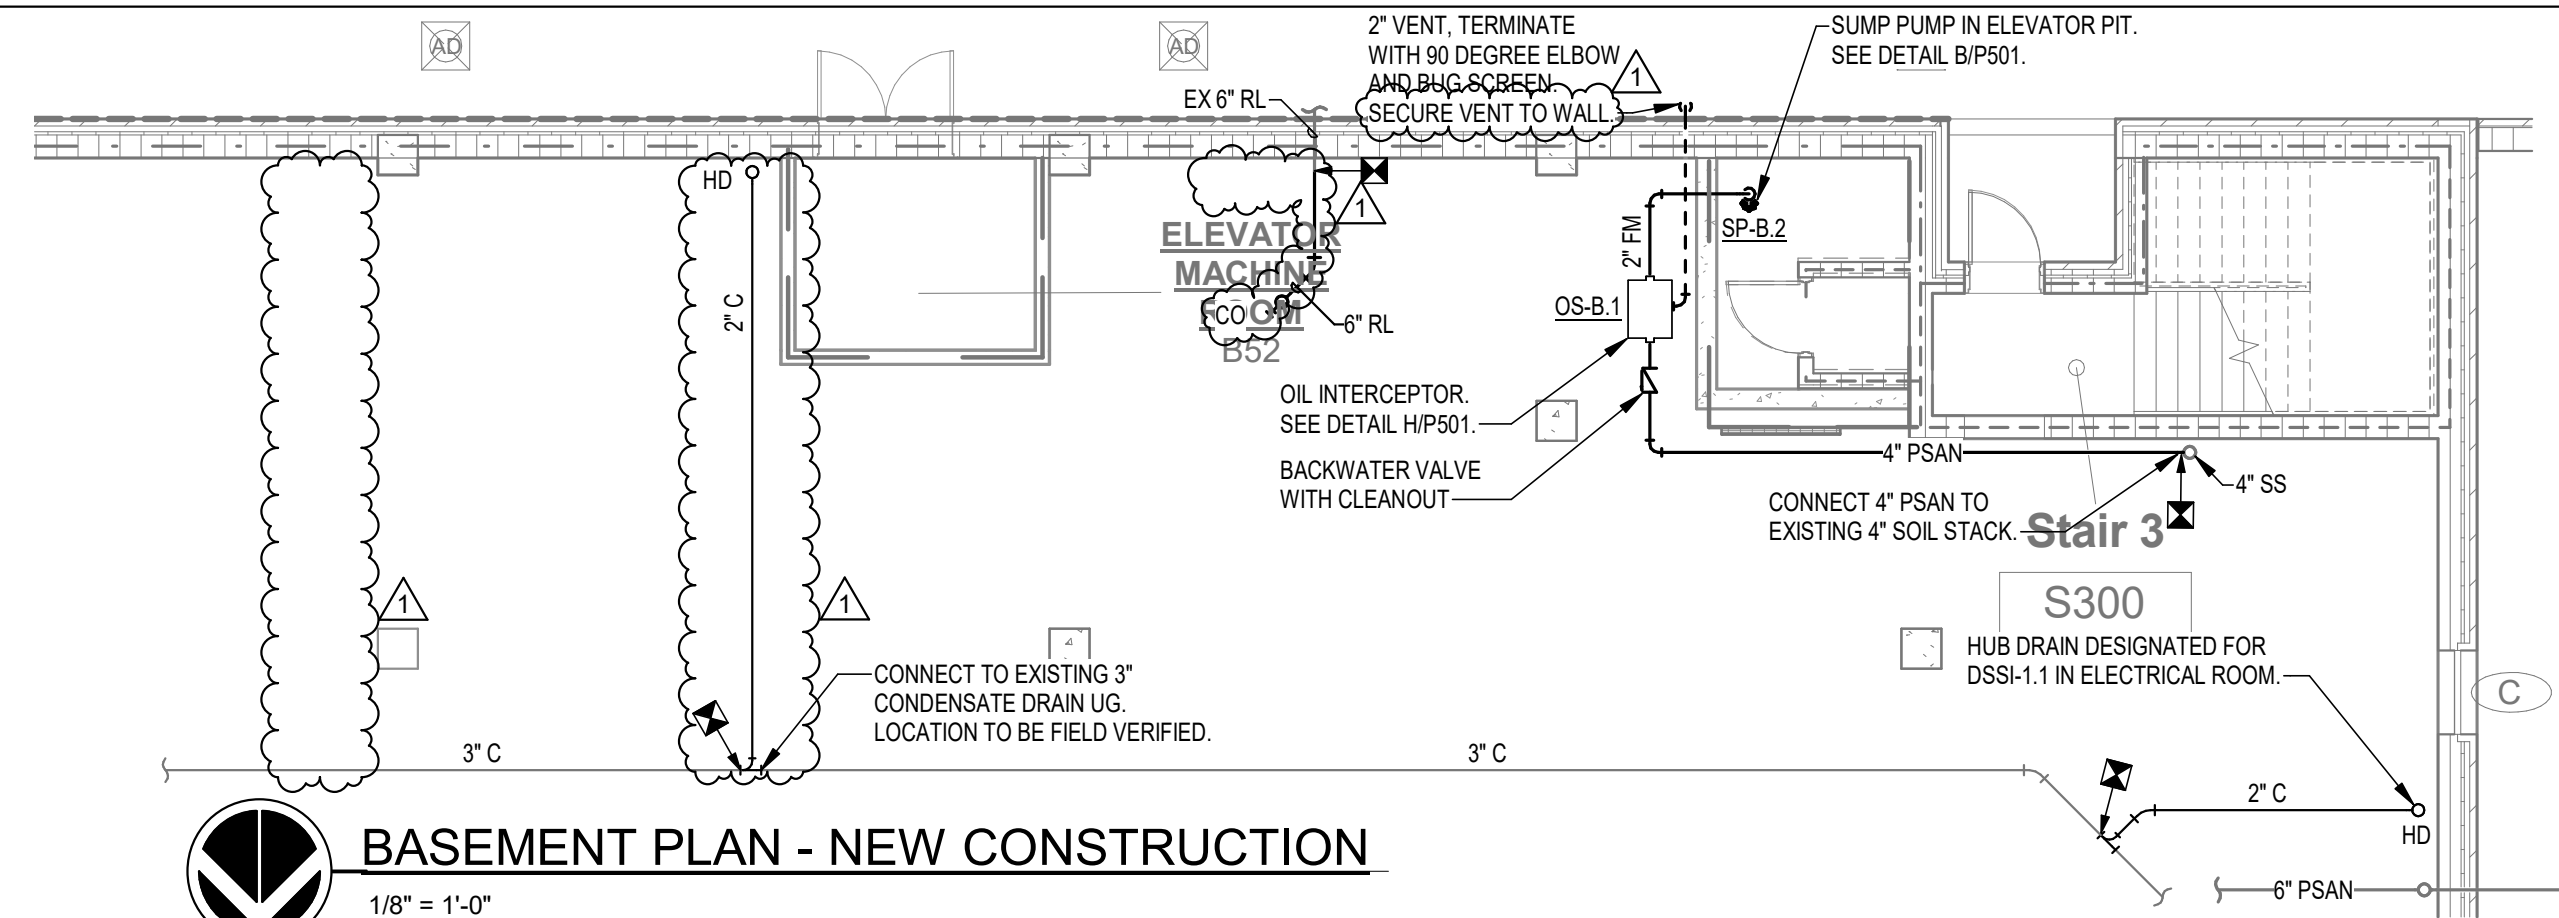 AD
AD
2" VENT, TERMINATE
WITH 90 DEGREE ELBOW
AND BUG SCREEN.
SECURE VENT TO WALL.
1
SUMP PUMP IN ELEVATOR PIT.
SEE DETAIL B/P501.
EX 6" RL
HD
1
ELEVATOR
MACHINE
ROOM
B52
CO
6" RL
2" C
2" FM
SP-B.2
OS-B.1
OIL INTERCEPTOR.
SEE DETAIL H/P501.
BACKWATER VALVE
WITH CLEANOUT
4" PSAN
4" SS
CONNECT 4" PSAN TO
EXISTING 4" SOIL STACK.
Stair 3
S300
1
1
CONNECT TO EXISTING 3"
CONDENSATE DRAIN UG.
LOCATION TO BE FIELD VERIFIED.
HUB DRAIN DESIGNATED FOR
DSSI-1.1 IN ELECTRICAL ROOM.
C
3" C
3" C
2" C
HD
6" PSAN
BASEMENT PLAN - NEW CONSTRUCTION
1/8" = 1'-0"